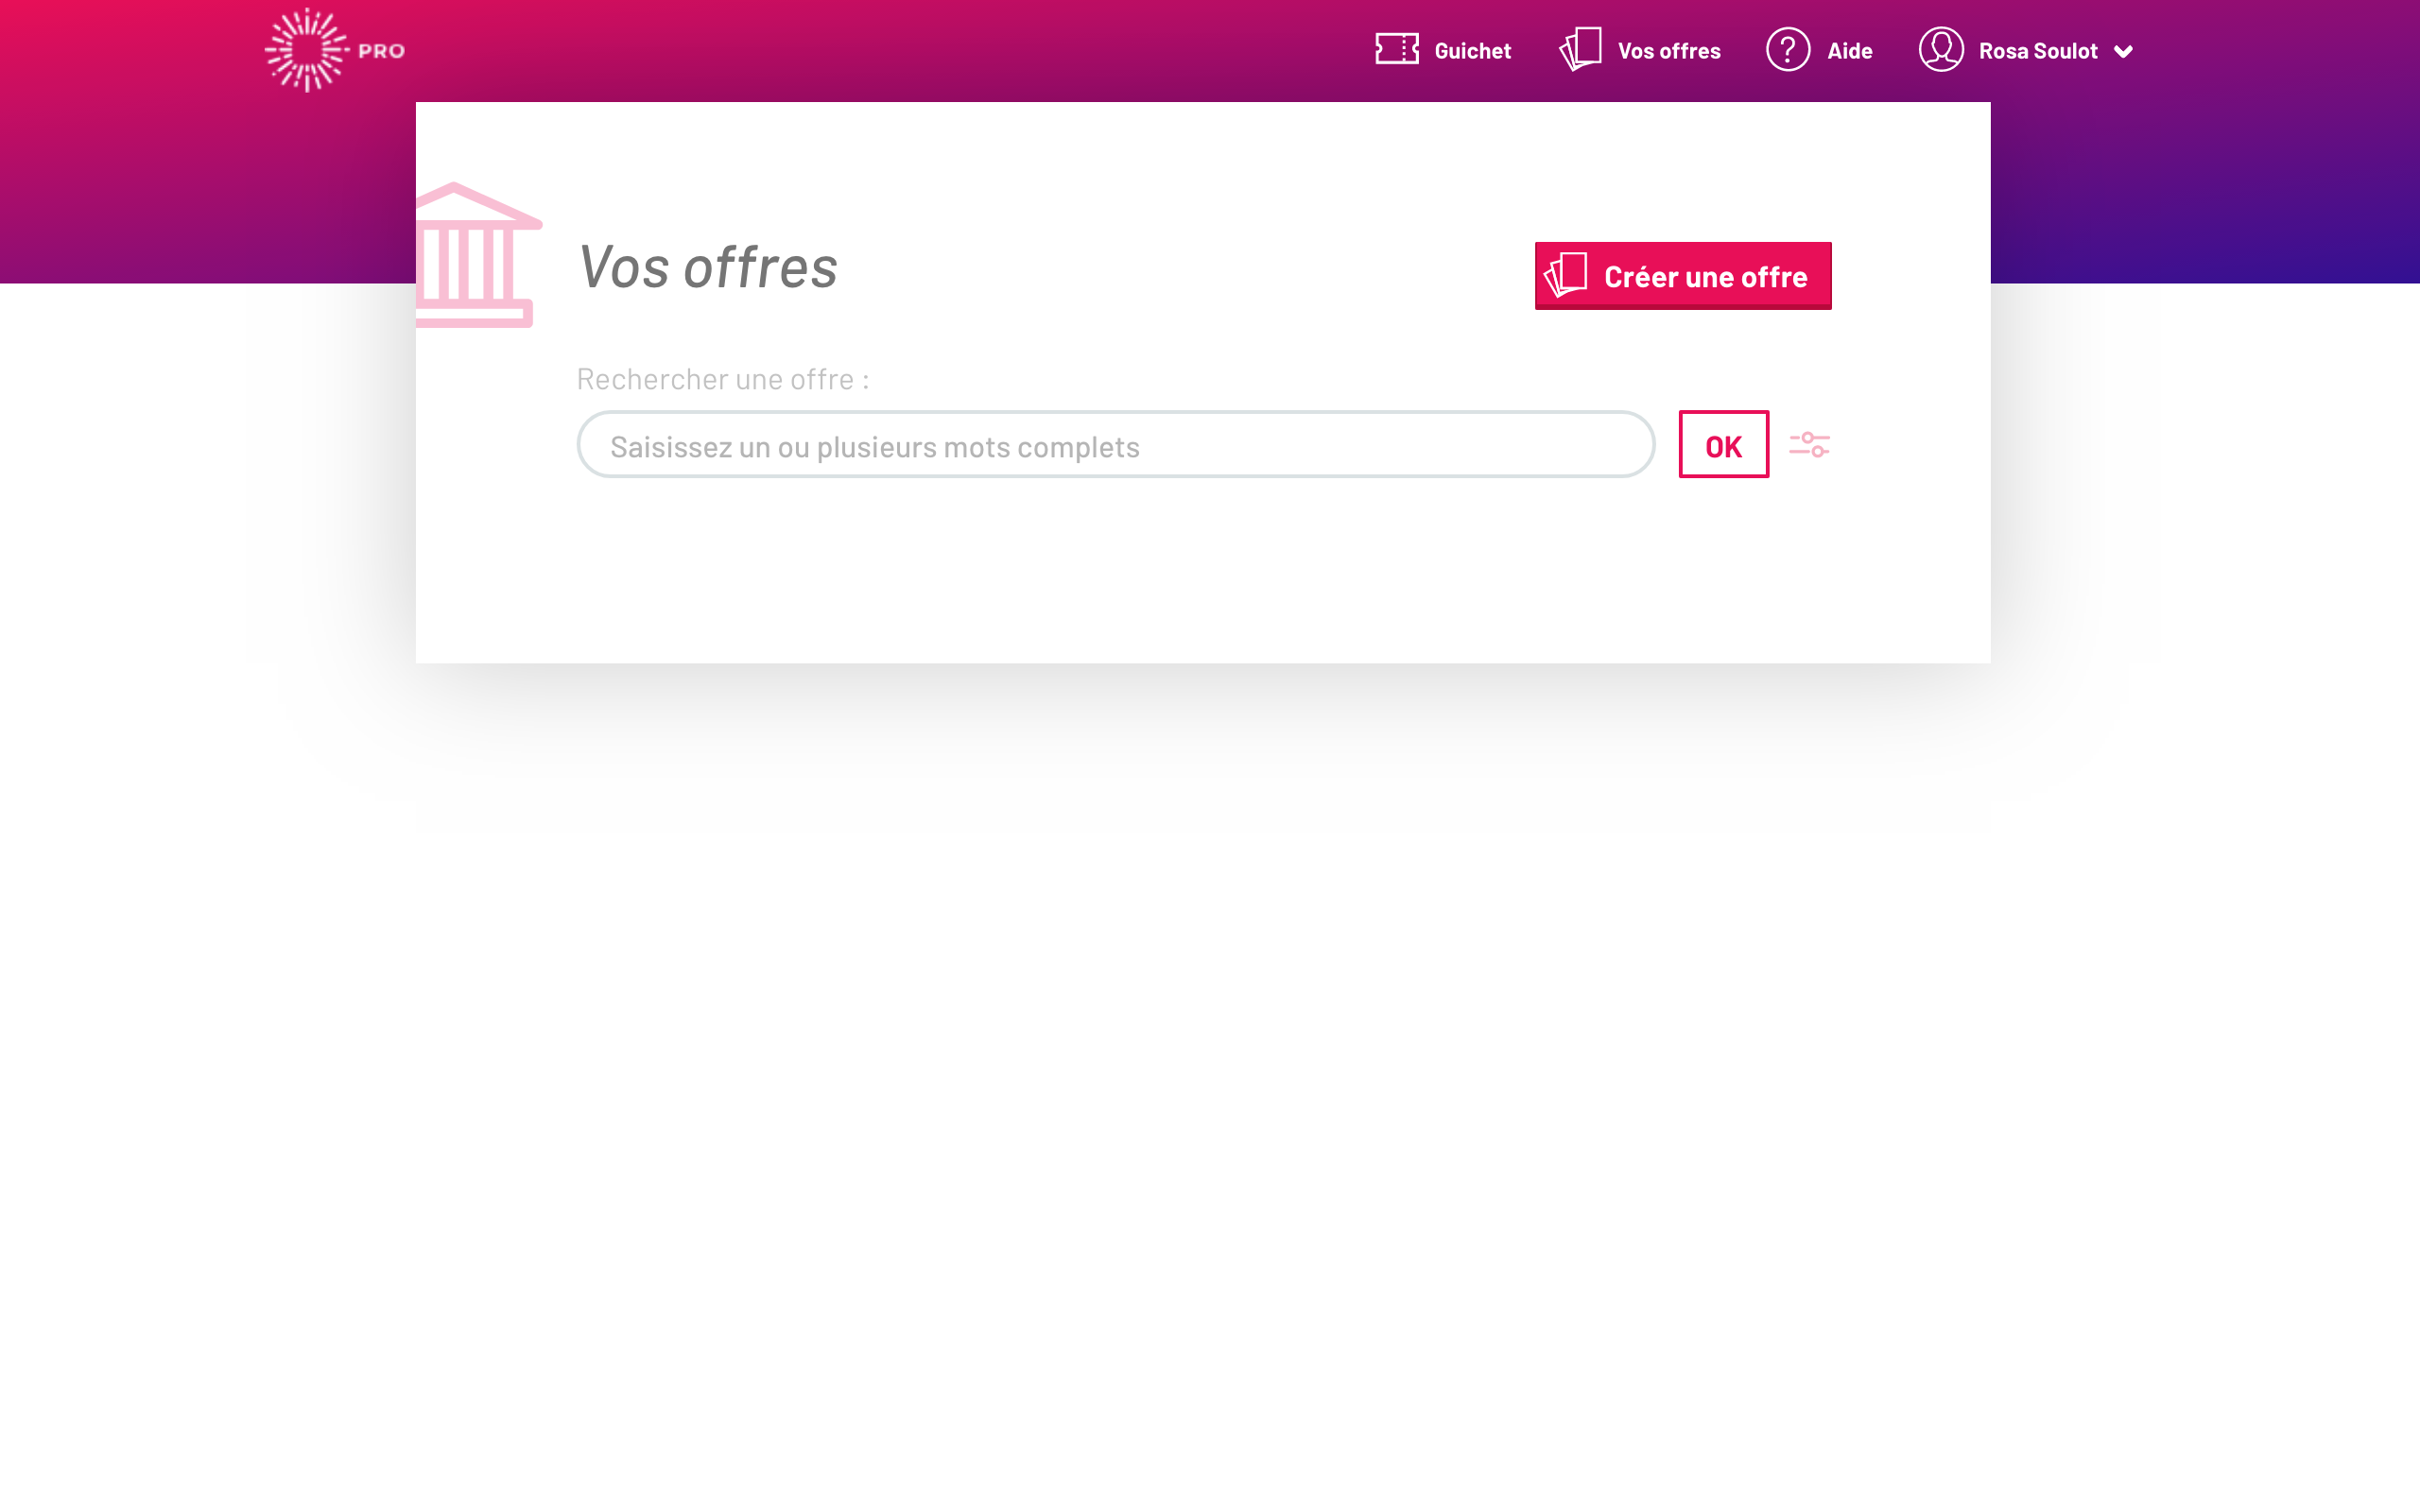 PRO
Guichet
Vos offres
Aide
Rosa Soulot
Vos offres
Créer une offre
Rechercher une offre :
Saisissez un ou plusieurs mots complets
OK